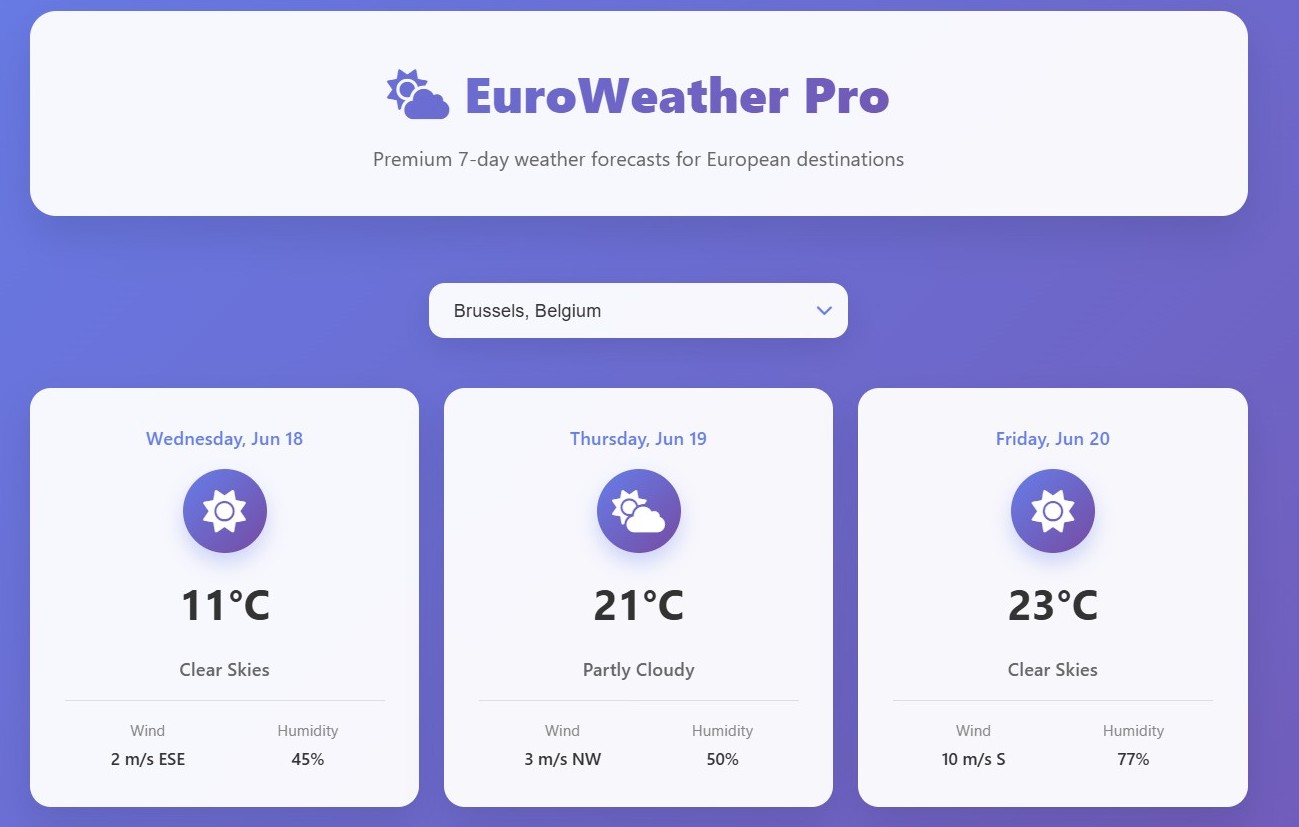 EuroWeather Pro
Premium 7-day weather forecasts for European destinations
Brussels, Belgium
Wednesday, Jun 18
11°C
Clear Skies
Wind
2 m/s ESE
Humidity
45%
Thursday, Jun 19
21°C
Partly Cloudy
Wind
3 m/s NW
Humidity
50%
Friday, Jun 20
23°C
Clear Skies
Wind
10 m/s S
Humidity
77%